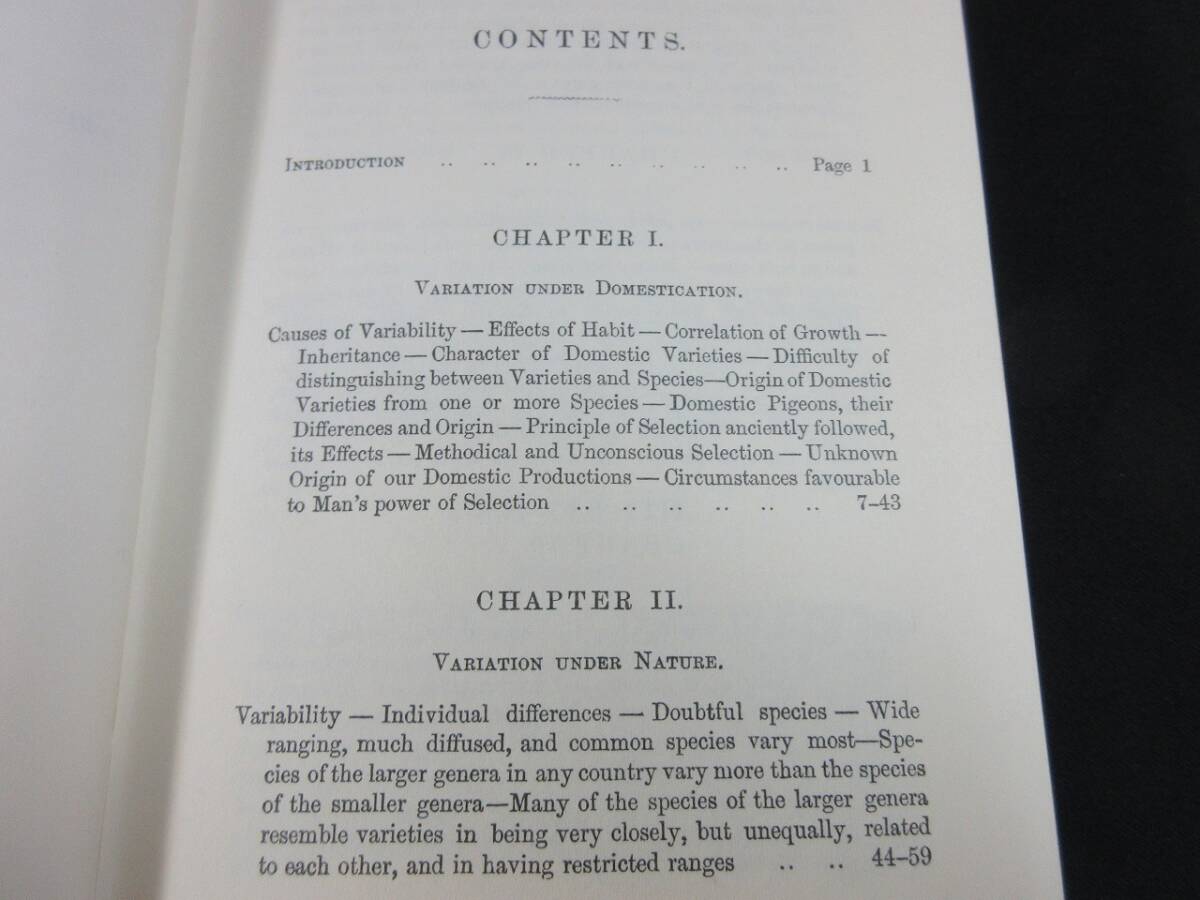 CONTENTS.
INTRODUCTION .. .. .. .. .. .. .. .. .. Page 1
CHAPTER I.
VARIATION UNDER DOMESTICATION.
Causes of Variability — Effects of Habit — Correlation of Growth —
Inheritance — Character of Domestic Varieties — Difficulty of
distinguishing between Varieties and Species—Origin of Domestic
Varieties from one or more Species — Domestic Pigeons, their
Differences and Origin — Principle of Selection anciently followed,
its Effects — Methodical and Unconscious Selection — Unknown
Origin of our Domestic Productions — Circumstances favourable
to Man's power of Selection .. .. .. .. .. .. 7–43
CHAPTER II.
VARIATION UNDER NATURE.
Variability — Individual differences — Doubtful species — Wide
ranging, much diffused, and common species vary most—Spe-
cies of the larger genera in any country vary more than the species
of the smaller genera—Many of the species of the larger genera
resemble varieties in being very closely, but unequally, related
to each other, and in having restricted ranges .. .. 44–59